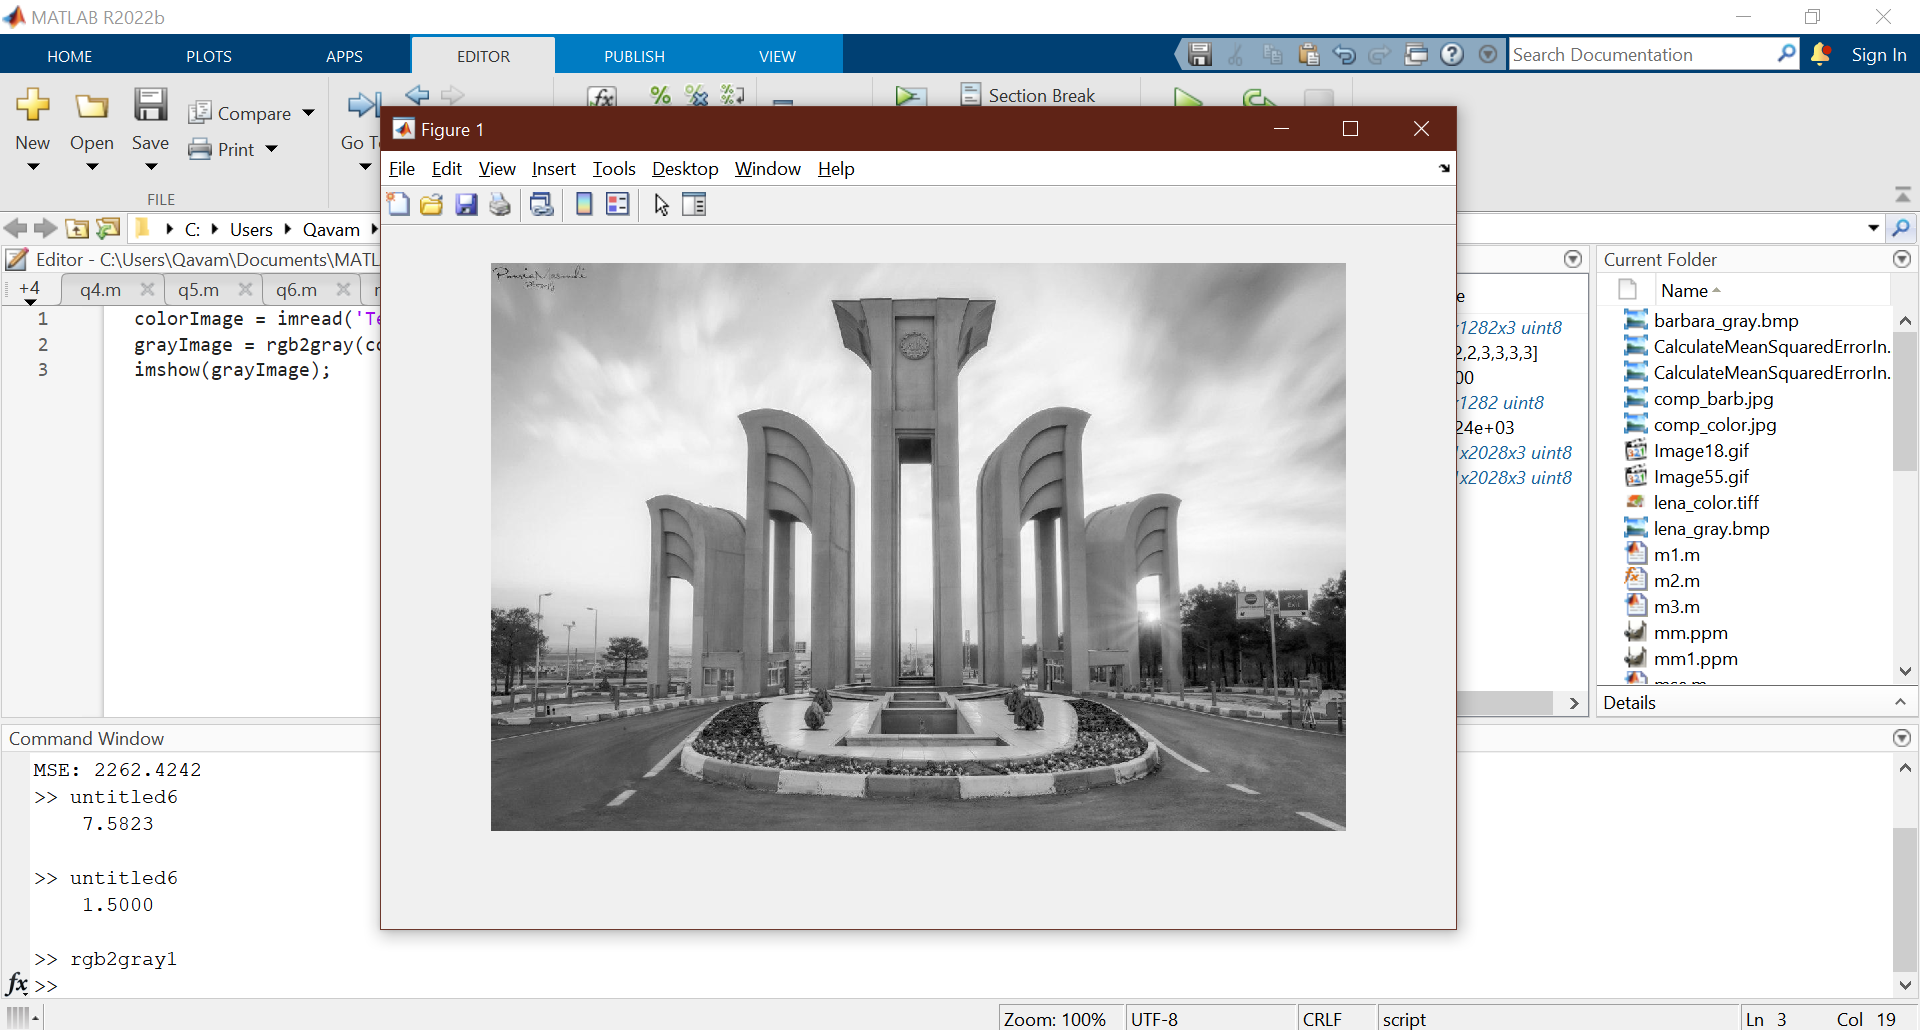 MATLAB R2022b
HOME PLOTS APPS EDITOR PUBLISH VIEW
Search Documentation
Sign In
New Open Save
Compare
Print
Go T
Section Break
FILE
C: Users Qavam
Editor - C:\Users\Qavam\Documents\MATL
+4 q4.m q5.m q6.m
1 colorImage = imread('Te
2 grayImage = rgb2gray(co
3 imshow(grayImage);
Figure 1
File Edit View Insert Tools Desktop Window Help
EXIT
e
1282x3 uint8
2,2,3,3,3,3]
00
1282 uint8
24e+03
x2028x3 uint8
x2028x3 uint8
Current Folder
Name
barbara_gray.bmp
CalculateMeanSquaredErrorIn.
CalculateMeanSquaredErrorIn.
comp_barb.jpg
comp_color.jpg
Image18.gif
Image55.gif
lena_color.tiff
lena_gray.bmp
m1.m
m2.m
m3.m
mm.ppm
mm1.ppm
Details
Command Window
MSE: 2262.4242
>> untitled6
7.5823
>> untitled6
1.5000
>> rgb2gray1
fx >>
Zoom: 100% UTF-8 CRLF script Ln 3 Col 19